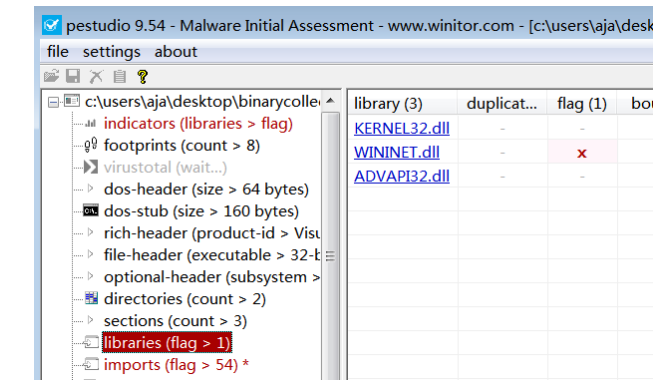 pestudio 9.54 - Malware Initial Assessment - www.winitor.com - [c:\users\aja\desk
file settings about
c:\users\aja\desktop\binarycolle
library (3) duplicat... flag (1) bou
indicators (libraries > flag)
KERNEL32.dll - -
footprints (count > 8)
WININET.dll - x
virustotal (wait...)
ADVAPI32.dll - -
dos-header (size > 64 bytes)
dos-stub (size > 160 bytes)
rich-header (product-id > Visu
file-header (executable > 32-b
optional-header (subsystem >
directories (count > 2)
sections (count > 3)
libraries (flag > 1)
imports (flag > 54) *